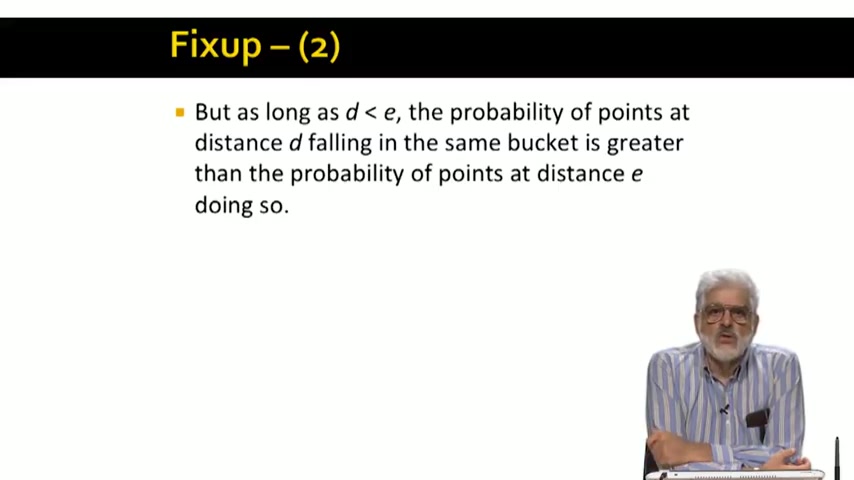 Fixup – (2)
But as long as d < e, the probability of points at
distance d falling in the same bucket is greater
than the probability of points at distance e
doing so.